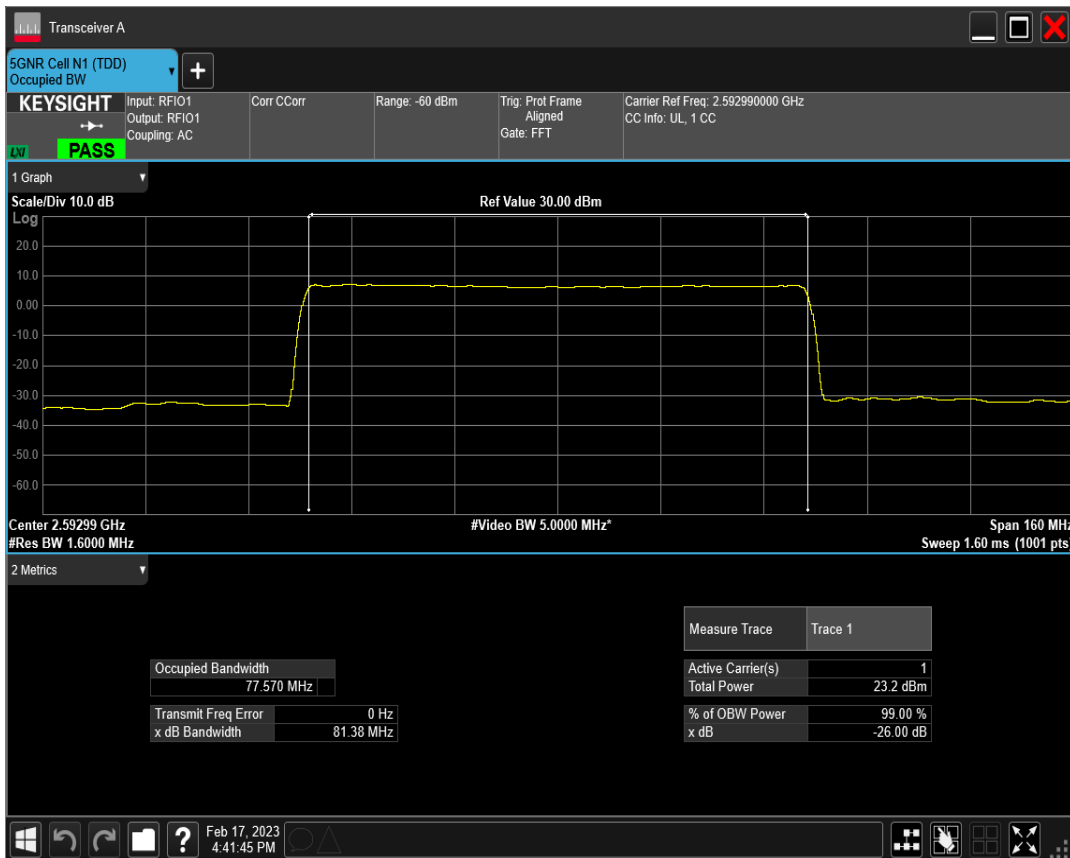 Transceiver A
5GNR Cell N1 (TDD)
Occupied BW
KEYSIGHT
LXI
PASS
Input: RFIO1
Output: RFIO1
Coupling: AC
Corr CCorr
Range: -60 dBm
Trig: Prot Frame
Aligned
Gate: FFT
Carrier Ref Freq: 2.592990000 GHz
CC Info: UL, 1 CC
1 Graph
Scale/Div 10.0 dB
Ref Value 30.00 dBm
Log
20.0
10.0
0.00
-10.0
-20.0
-30.0
-40.0
-50.0
-60.0
Center 2.59299 GHz
#Video BW 5.0000 MHz*
Span 160 MHz
#Res BW 1.6000 MHz
Sweep 1.60 ms (1001 pts)
2 Metrics
Measure Trace Trace 1
Occupied Bandwidth
77.570 MHz
Transmit Freq Error 0 Hz
x dB Bandwidth 81.38 MHz
Active Carrier(s) 1
Total Power 23.2 dBm
% of OBW Power 99.00 %
x dB -26.00 dB
?
Feb 17, 2023
4:41:45 PM